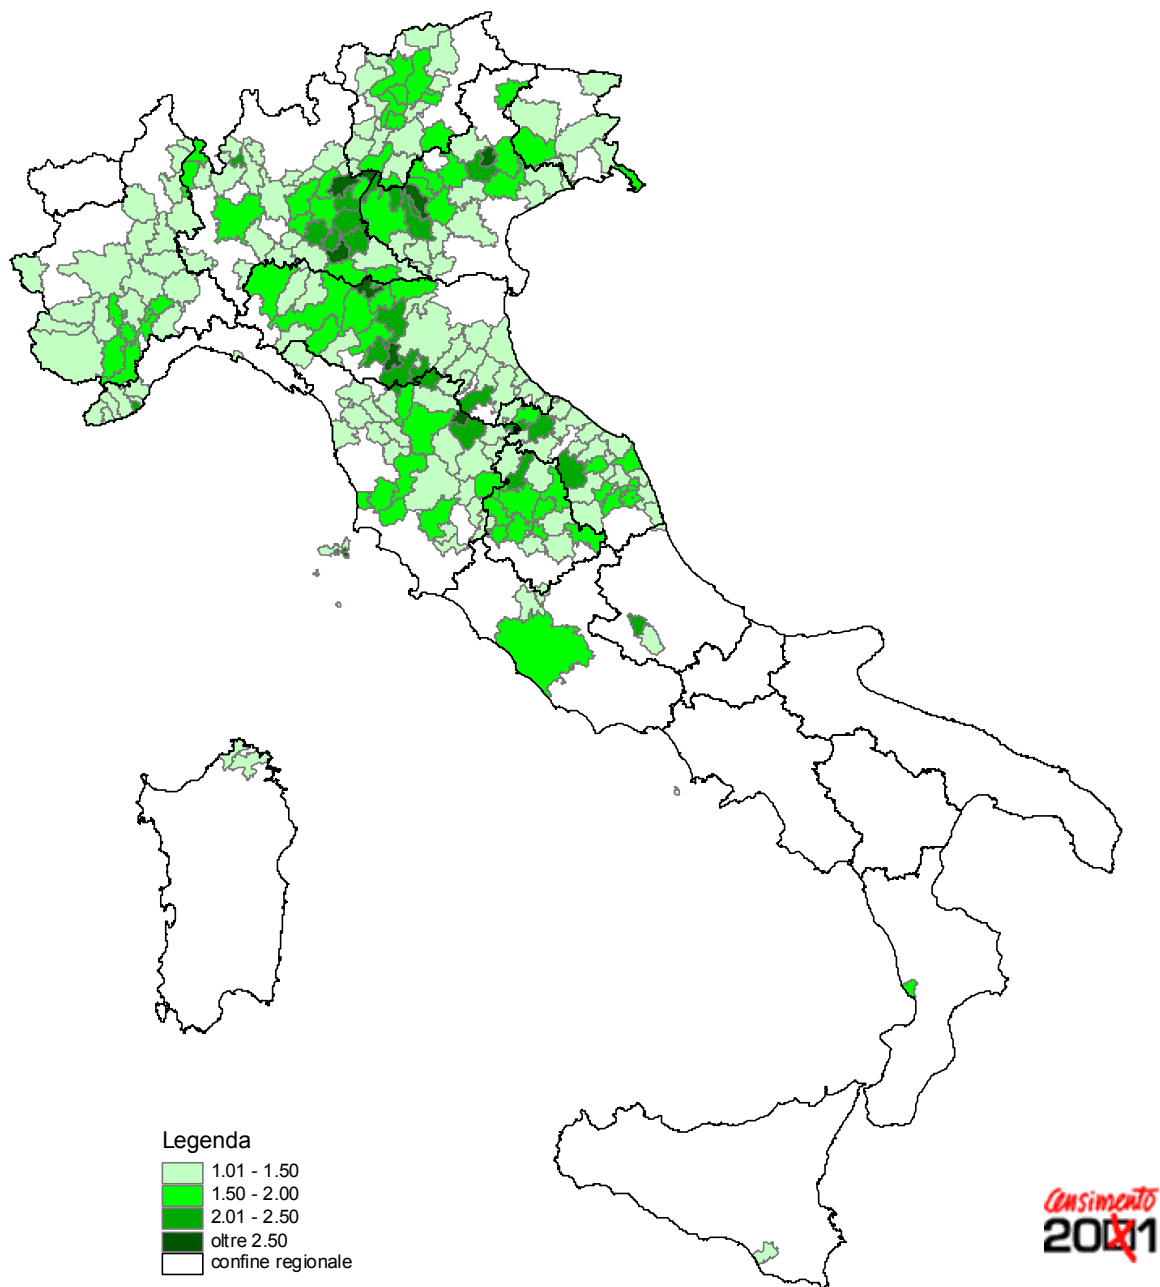 Legenda
1.01 - 1.50
1.50 - 2.00
2.01 - 2.50
oltre 2.50
confine regionale
Censimento
2001